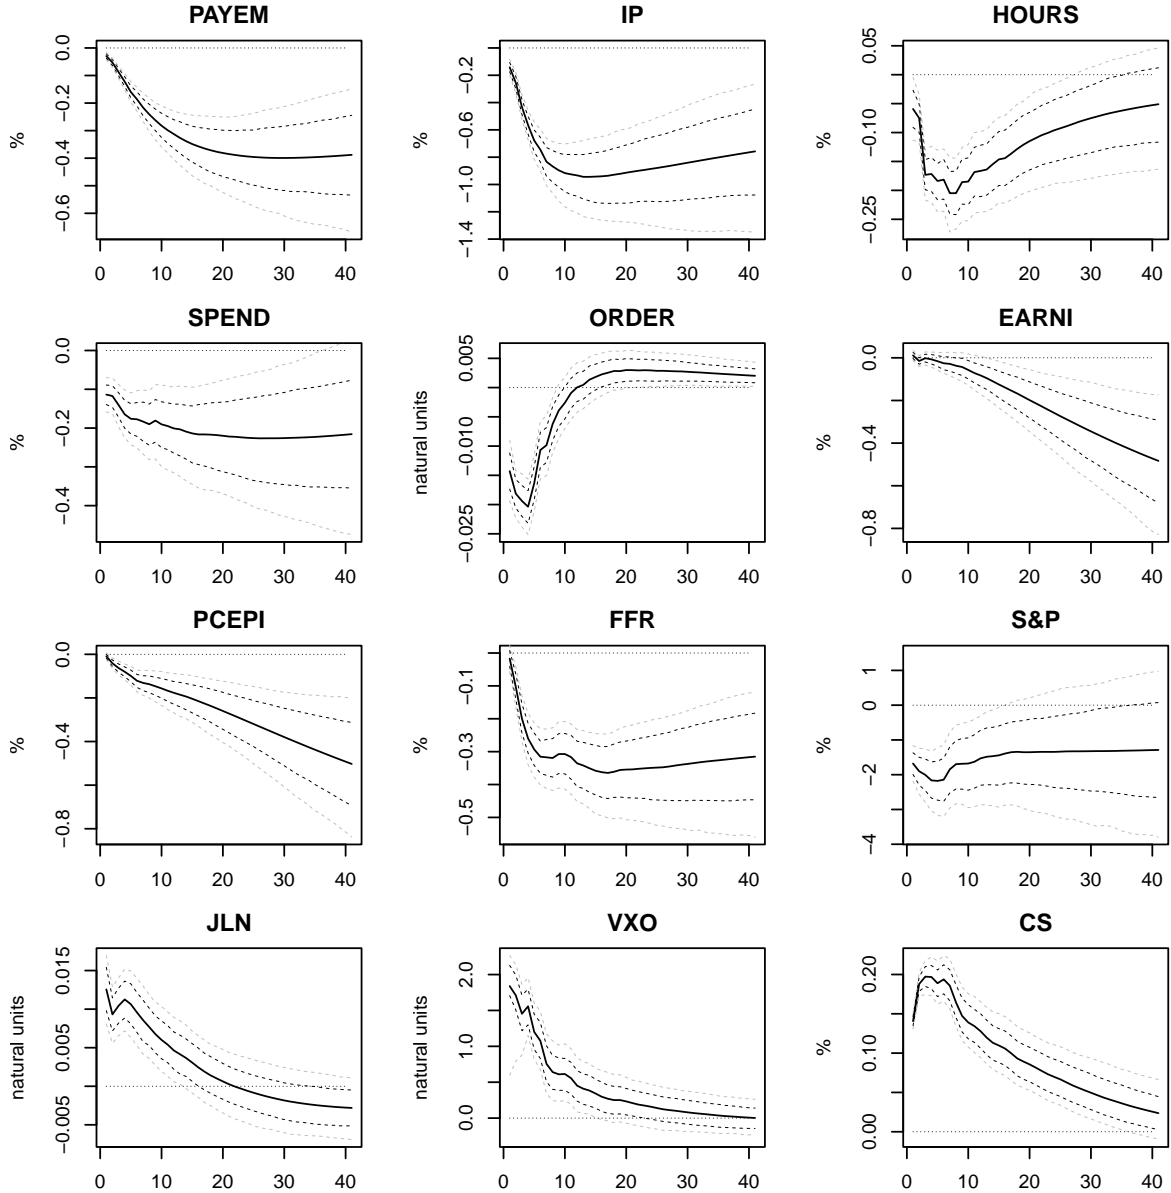 PAYEM IP HOURS
% 0.0 −0.2 −0.4 −0.6
% −0.2 −0.6 −1.0 −1.4
% 0.05 −0.10 −0.25
0 10 20 30 40 0 10 20 30 40 0 10 20 30 40
SPEND ORDER EARNI
% 0.0 −0.2 −0.4
natural units 0.005 −0.010 −0.025
% 0.0 −0.4 −0.8
0 10 20 30 40 0 10 20 30 40 0 10 20 30 40
PCEPI FFR S&P
% 0.0 −0.4 −0.8
% −0.1 −0.3 −0.5
% 1 0 −2 −4
0 10 20 30 40 0 10 20 30 40 0 10 20 30 40
JLN VXO CS
natural units 0.015 0.005 −0.005
natural units 2.0 1.0 0.0
% 0.20 0.10 0.00
0 10 20 30 40 0 10 20 30 40 0 10 20 30 40